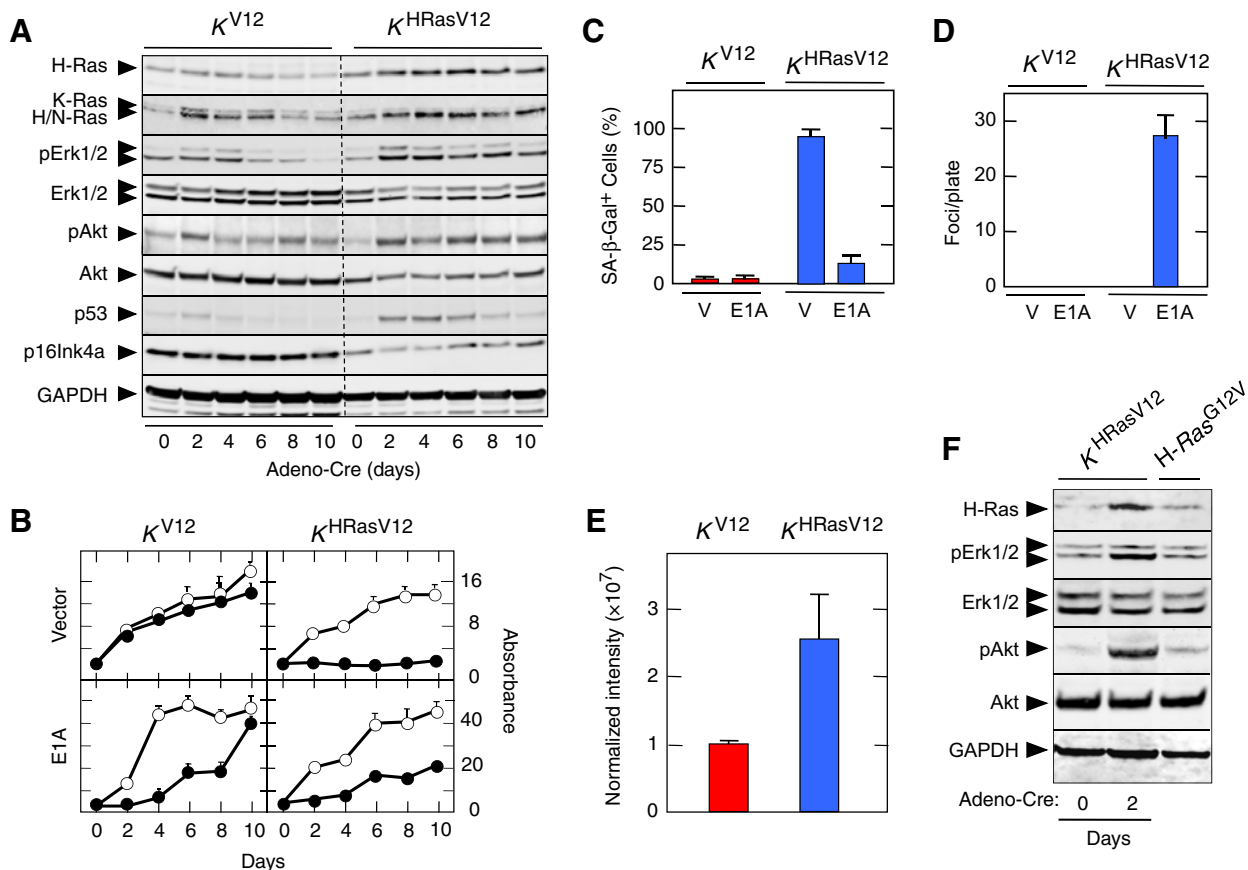 A
K^V12
K^HRasV12
H-Ras
K-Ras
H/N-Ras
pErk1/2
Erk1/2
pAkt
Akt
p53
p16Ink4a
GAPDH
0 2 4 6 8 10 0 2 4 6 8 10
Adeno-Cre (days)
B
K^V12
K^HRasV12
Vector
16
8
0
E1A
40
20
0
Absorbance
0 2 4 6 8 10 0 2 4 6 8 10
Days
C
K^V12
K^HRasV12
SA-β-Gal+ Cells (%)
100
75
50
25
0
V E1A V E1A
D
K^V12
K^HRasV12
Foci/plate
30
20
10
0
V E1A V E1A
E
K^V12
K^HRasV12
Normalized intensity (×10^7)
3
2
1
0
F
K^HRasV12
H-Ras^G12V
H-Ras
pErk1/2
Erk1/2
pAkt
Akt
GAPDH
Adeno-Cre: 0 2
Days